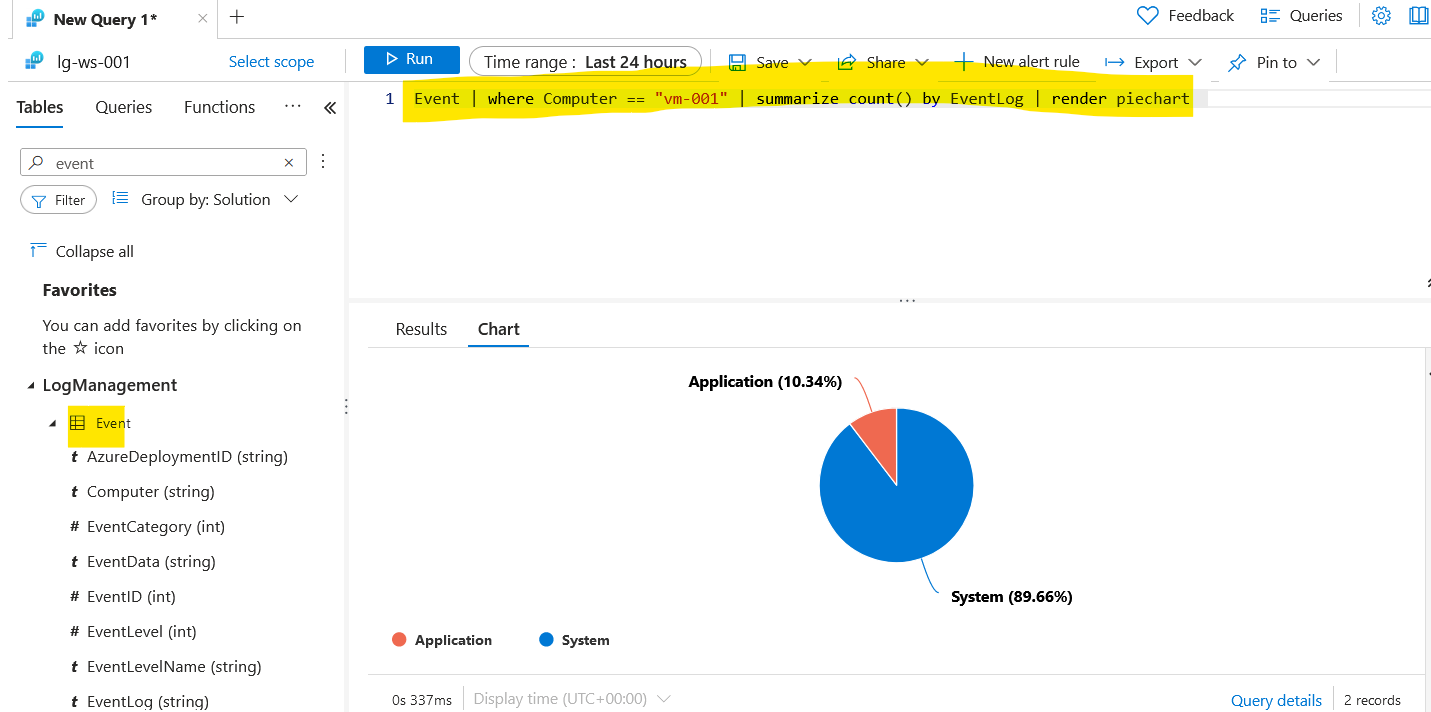 New Query 1*
Feedback
Queries
lg-ws-001
Select scope
Run
Time range : Last 24 hours
Save
Share
New alert rule
Export
Pin to
Tables
Queries
Functions
1
Event | where Computer == "vm-001" | summarize count() by EventLog | render piechart
event
Filter
Group by: Solution
Collapse all
Favorites
You can add favorites by clicking on
the ☆ icon
LogManagement
Event
AzureDeploymentID (string)
Computer (string)
EventCategory (int)
EventData (string)
EventID (int)
EventLevel (int)
EventLevelName (string)
EventLog (string)
Results
Chart
Application (10.34%)
System (89.66%)
Application
System
0s 337ms
Display time (UTC+00:00)
Query details
2 records